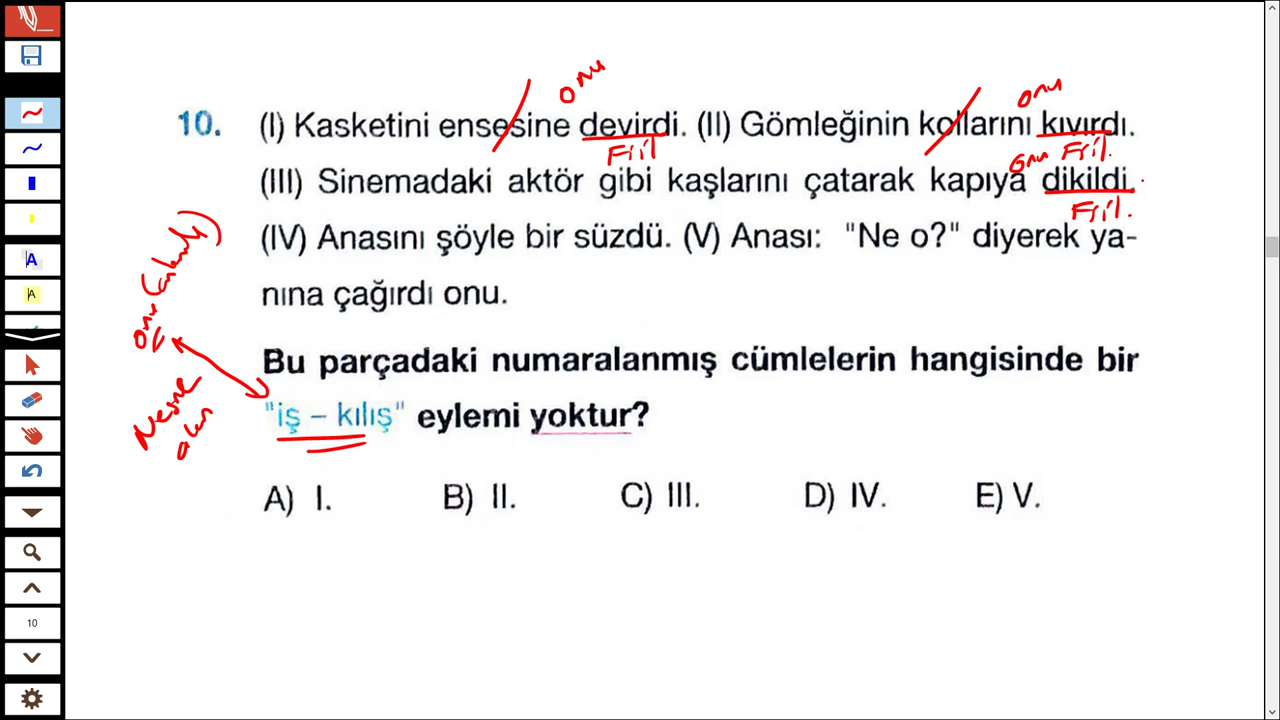 onu onu
10. (I) Kasketini ensesine devirdi. (II) Gömleğinin kollarını kıvırdı.
Fiil onu Fiil.
(III) Sinemadaki aktör gibi kaşlarını çatarak kapıya dikildi.
Fiil.
(IV) Anasını şöyle bir süzdü. (V) Anası: "Ne o?" diyerek ya-
nına çağırdı onu.
onu
Bu parçadaki numaralanmış cümlelerin hangisinde bir
Nesne
alır
"iş – kılış" eylemi yoktur?
A) I. B) II. C) III. D) IV. E) V.
A
A
10